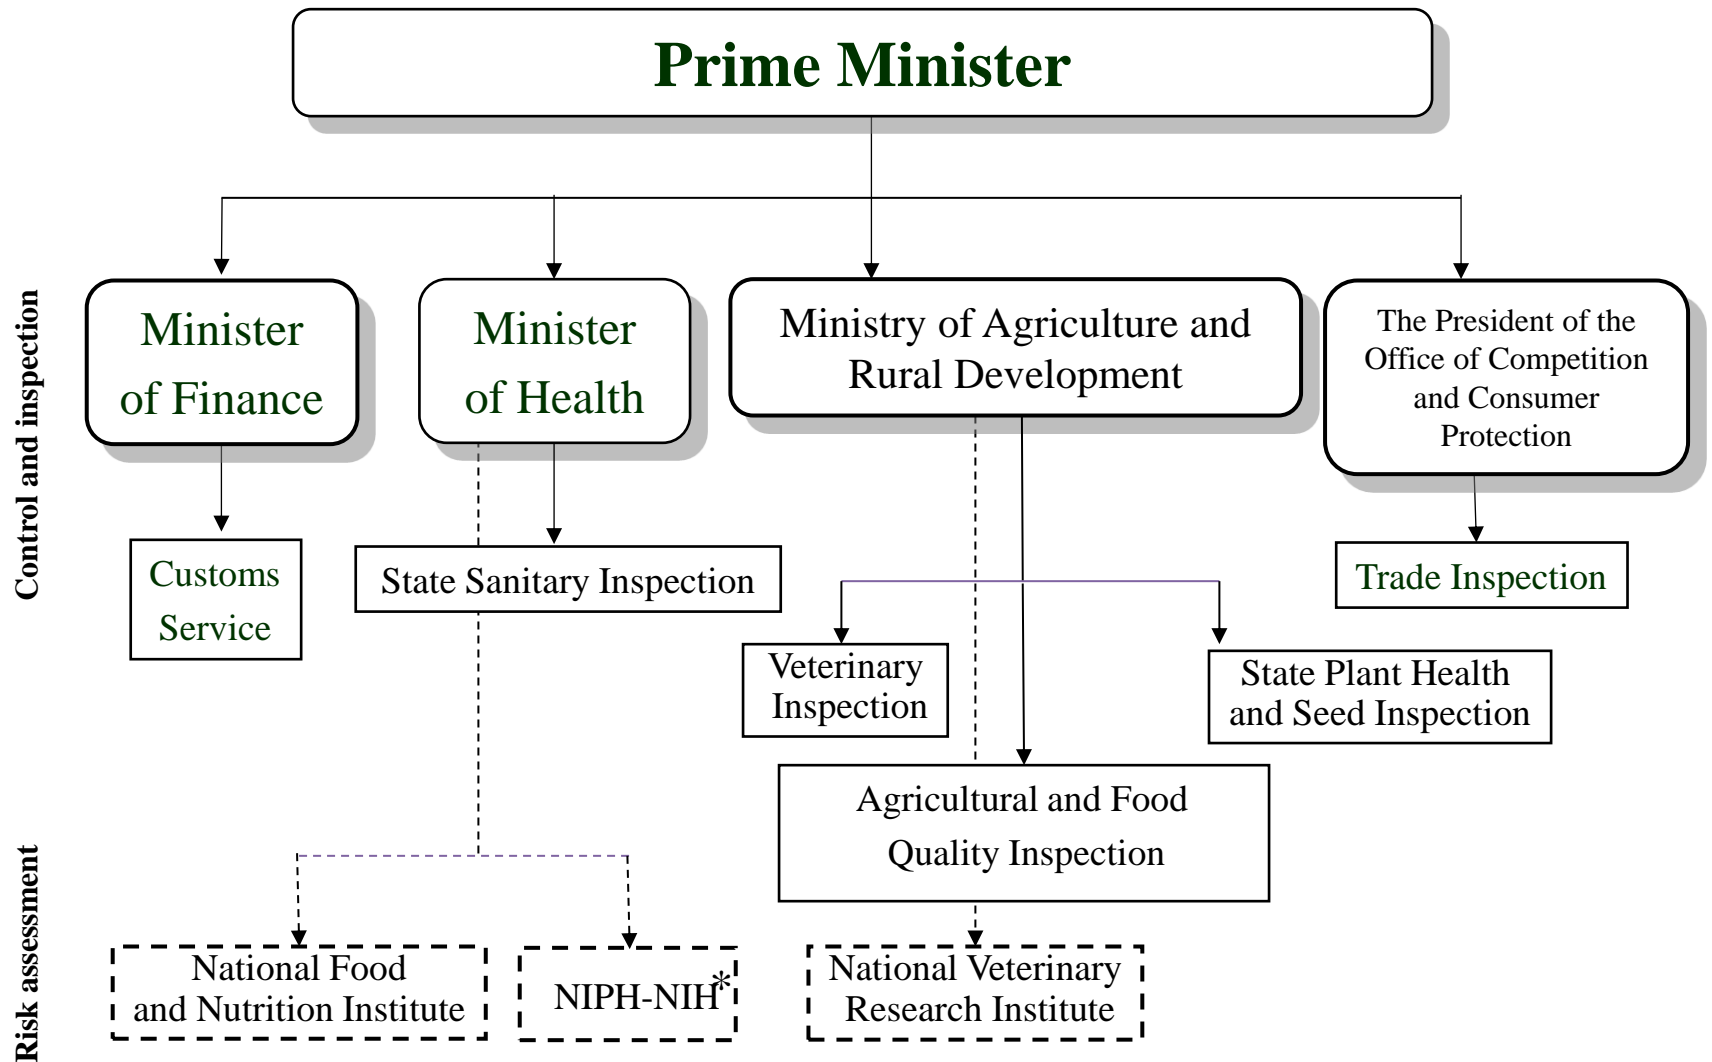 Prime Minister
Control and inspection
Minister
of Finance
Minister
of Health
Ministry of Agriculture and
Rural Development
The President of the
Office of Competition
and Consumer
Protection
Customs
Service
State Sanitary Inspection
Trade Inspection
Veterinary
Inspection
State Plant Health
and Seed Inspection
Agricultural and Food
Quality Inspection
Risk assessment
National Food
and Nutrition Institute
NIPH-NIH*
National Veterinary
Research Institute